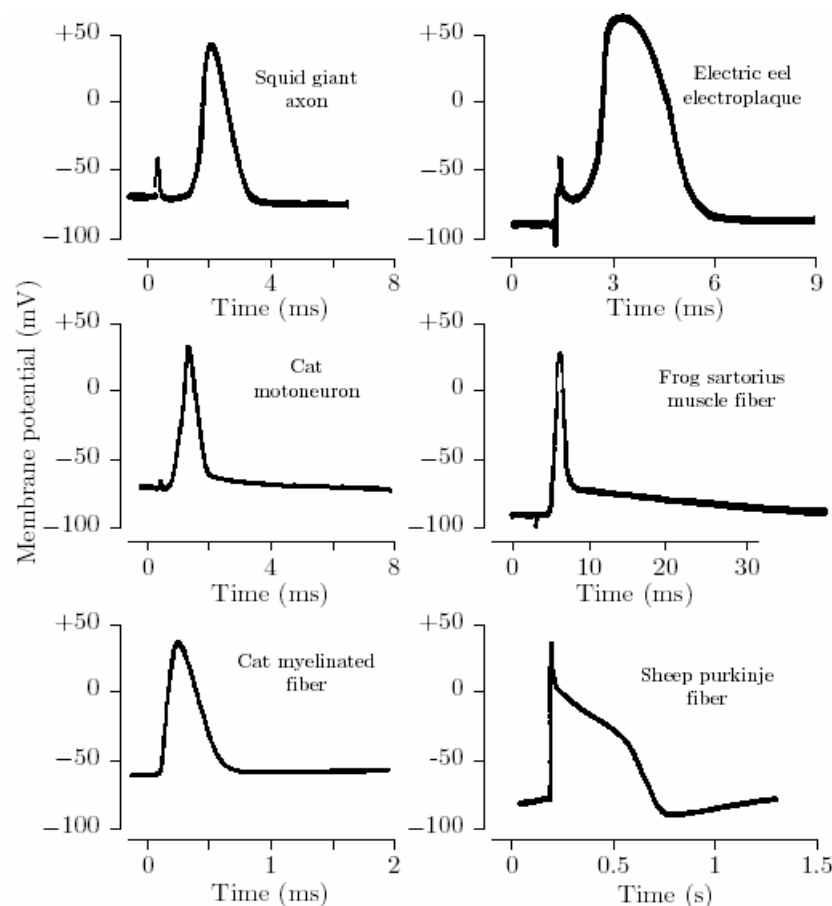 Membrane potential (mV)
+50
0
−50
−100
Squid giant
axon
0 4 8
Time (ms)
+50
0
−50
−100
Electric eel
electroplaque
0 3 6 9
Time (ms)
+50
0
−50
−100
Cat
motoneuron
0 4 8
Time (ms)
+50
0
−50
−100
Frog sartorius
muscle fiber
0 10 20 30
Time (ms)
+50
0
−50
−100
Cat myelinated
fiber
0 1 2
Time (ms)
+50
0
-50
−100
Sheep purkinje
fiber
0 0.5 1 1.5
Time (s)